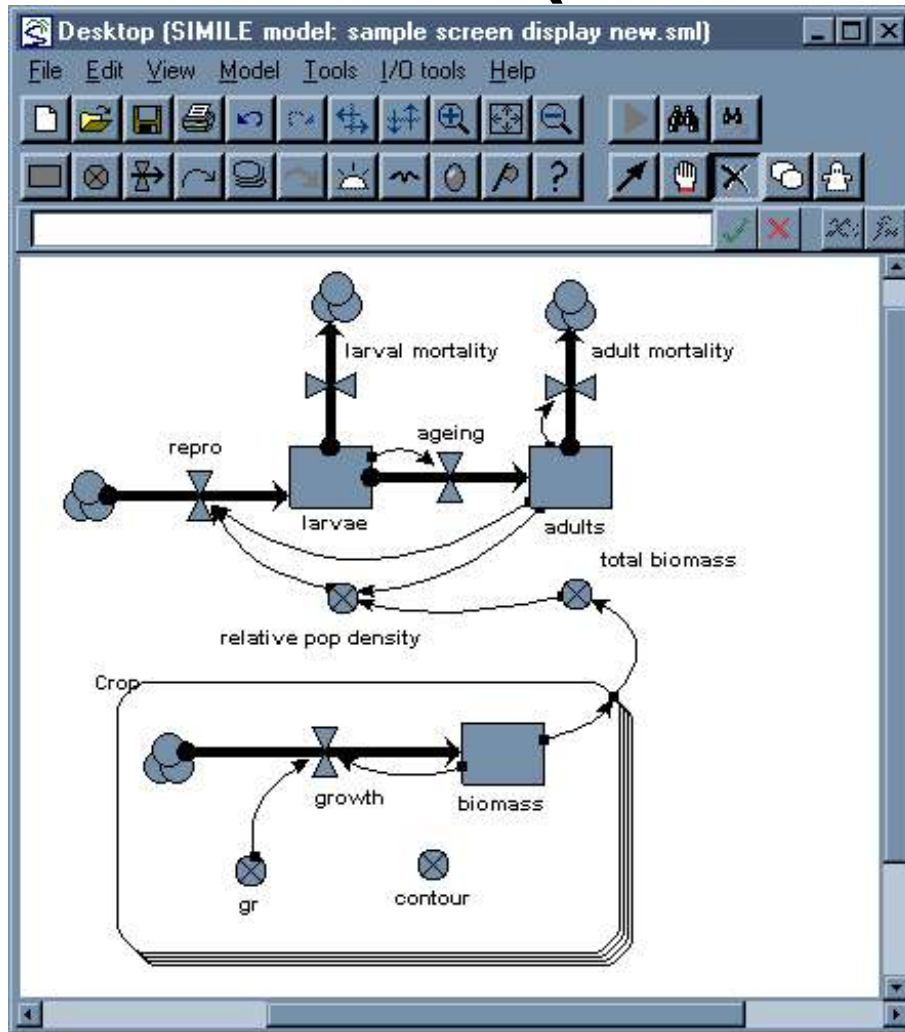 Desktop (SIMILE model: sample screen display new.sml)
File Edit View Model Tools I/O tools Help
larval mortality
adult mortality
repro
ageing
larvae
adults
total biomass
relative pop density
Crop
growth
biomass
gr
contour